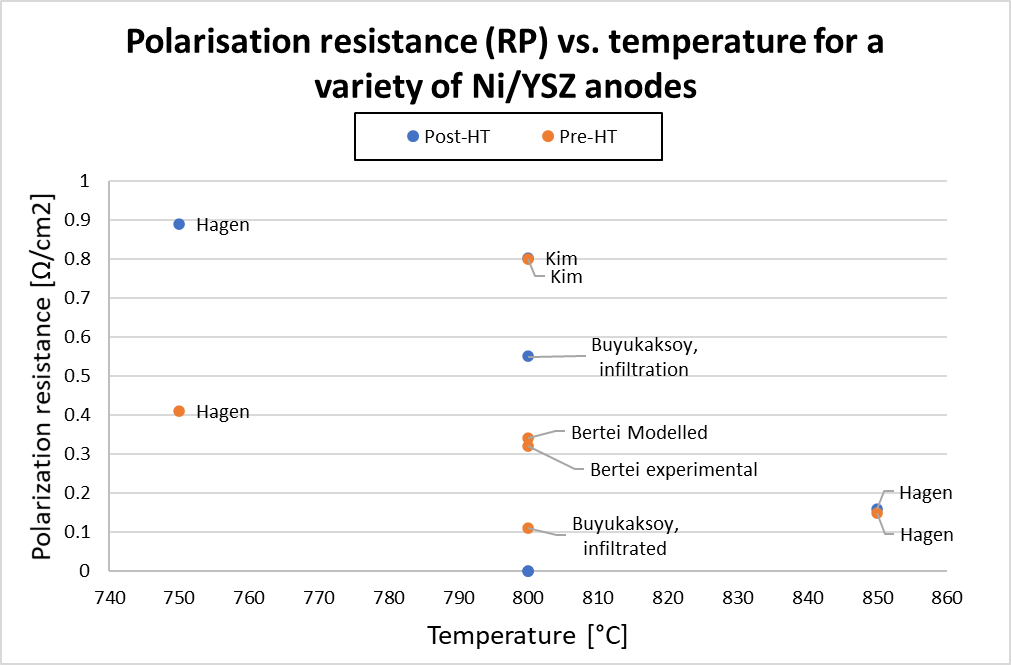 Polarisation resistance (RP) vs. temperature for a
variety of Ni/YSZ anodes
Post-HT
Pre-HT
Polarization resistance [Ω/cm2]
1
0.9
0.8
0.7
0.6
0.5
0.4
0.3
0.2
0.1
0
Hagen
Kim
Kim
Buyukaksoy,
infiltration
Hagen
Bertei Modelled
Bertei experimental
Hagen
Buyukaksoy,
infiltrated
Hagen
740
750
760
770
780
790
800
810
820
830
840
850
860
Temperature [°C]